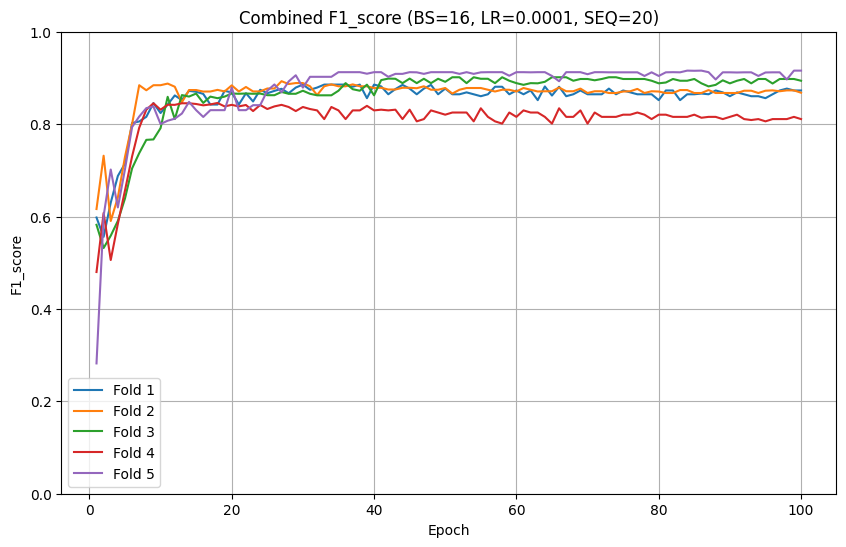 Combined F1_score (BS=16, LR=0.0001, SEQ=20)
F1_score
1.0
0.8
0.6
0.4
0.2
0.0
Fold 1
Fold 2
Fold 3
Fold 4
Fold 5
0 20 40 60 80 100
Epoch